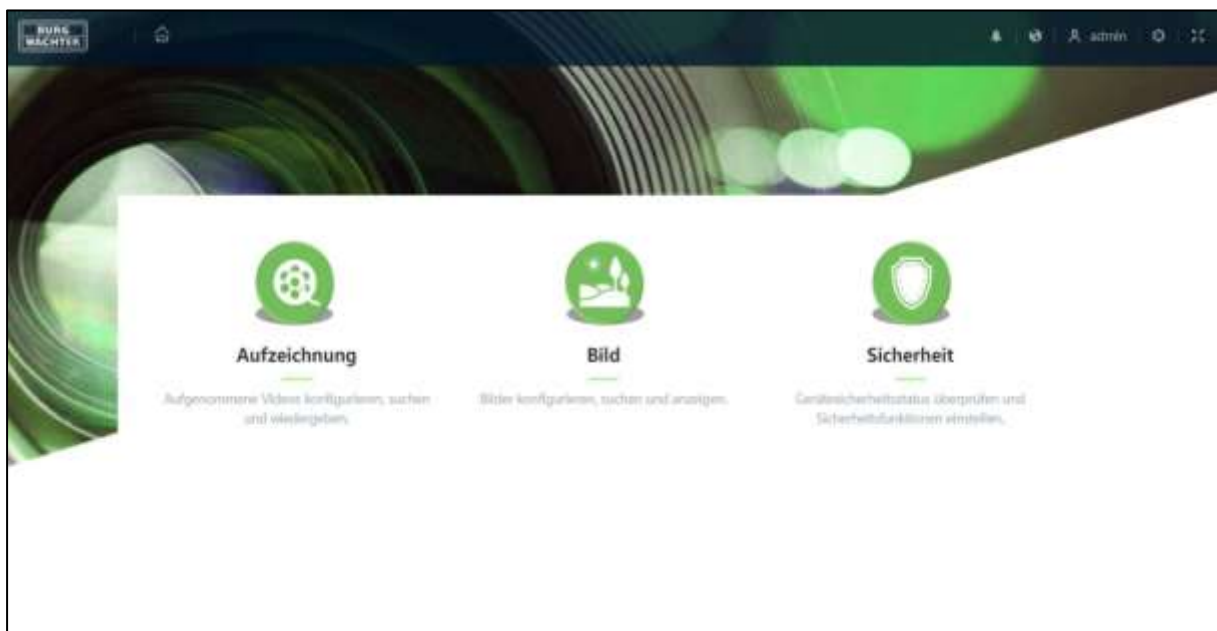 BURG
WÄCHTER
admin
Aufzeichnung
Bild
Sicherheit
Aufgenommene Videos konfigurieren, suchen
und wiedergeben.
Bilder konfigurieren, suchen und anzeigen.
Gerätesicherheitsstatus überprüfen und
Sicherheitsfunktionen einstellen.